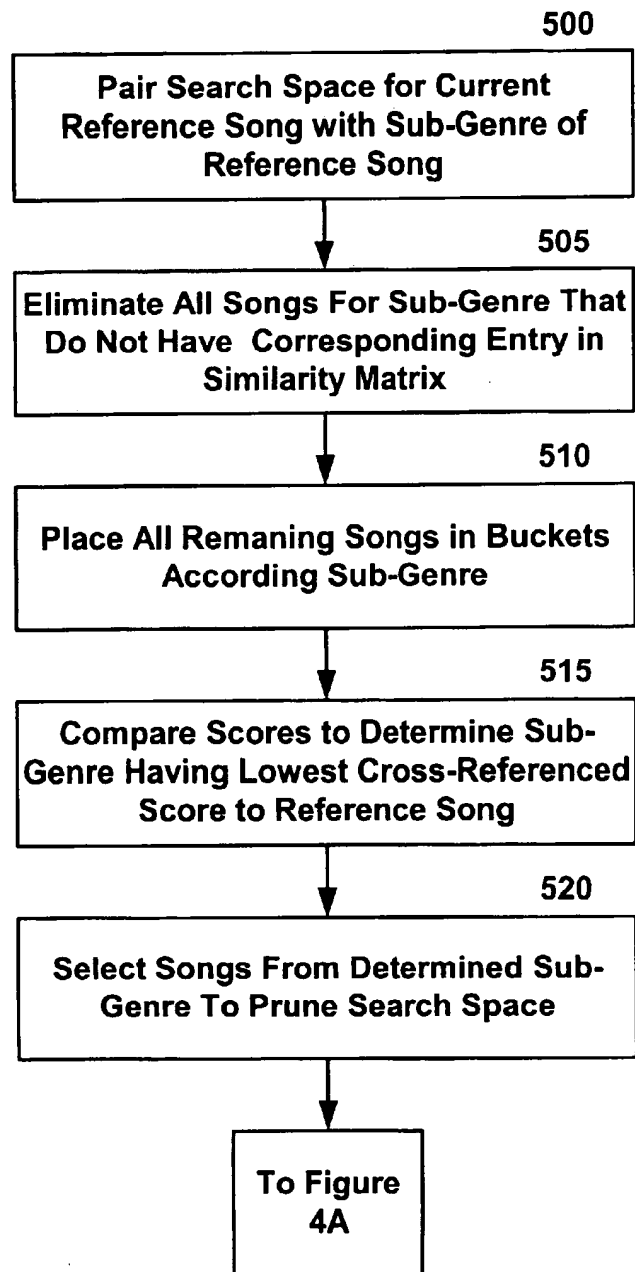 500
Pair Search Space for Current
Reference Song with Sub-Genre of
Reference Song
505
Eliminate All Songs For Sub-Genre That
Do Not Have Corresponding Entry in
Similarity Matrix
510
Place All Remaning Songs in Buckets
According Sub-Genre
515
Compare Scores to Determine Sub-
Genre Having Lowest Cross-Referenced
Score to Reference Song
520
Select Songs From Determined Sub-
Genre To Prune Search Space
To Figure
4A